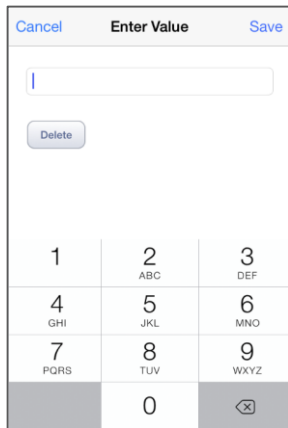 Cancel Enter Value Save
Delete
1 2 3
ABC DEF
4 5 6
GHI JKL MNO
7 8 9
PQRS TUV WXYZ
0